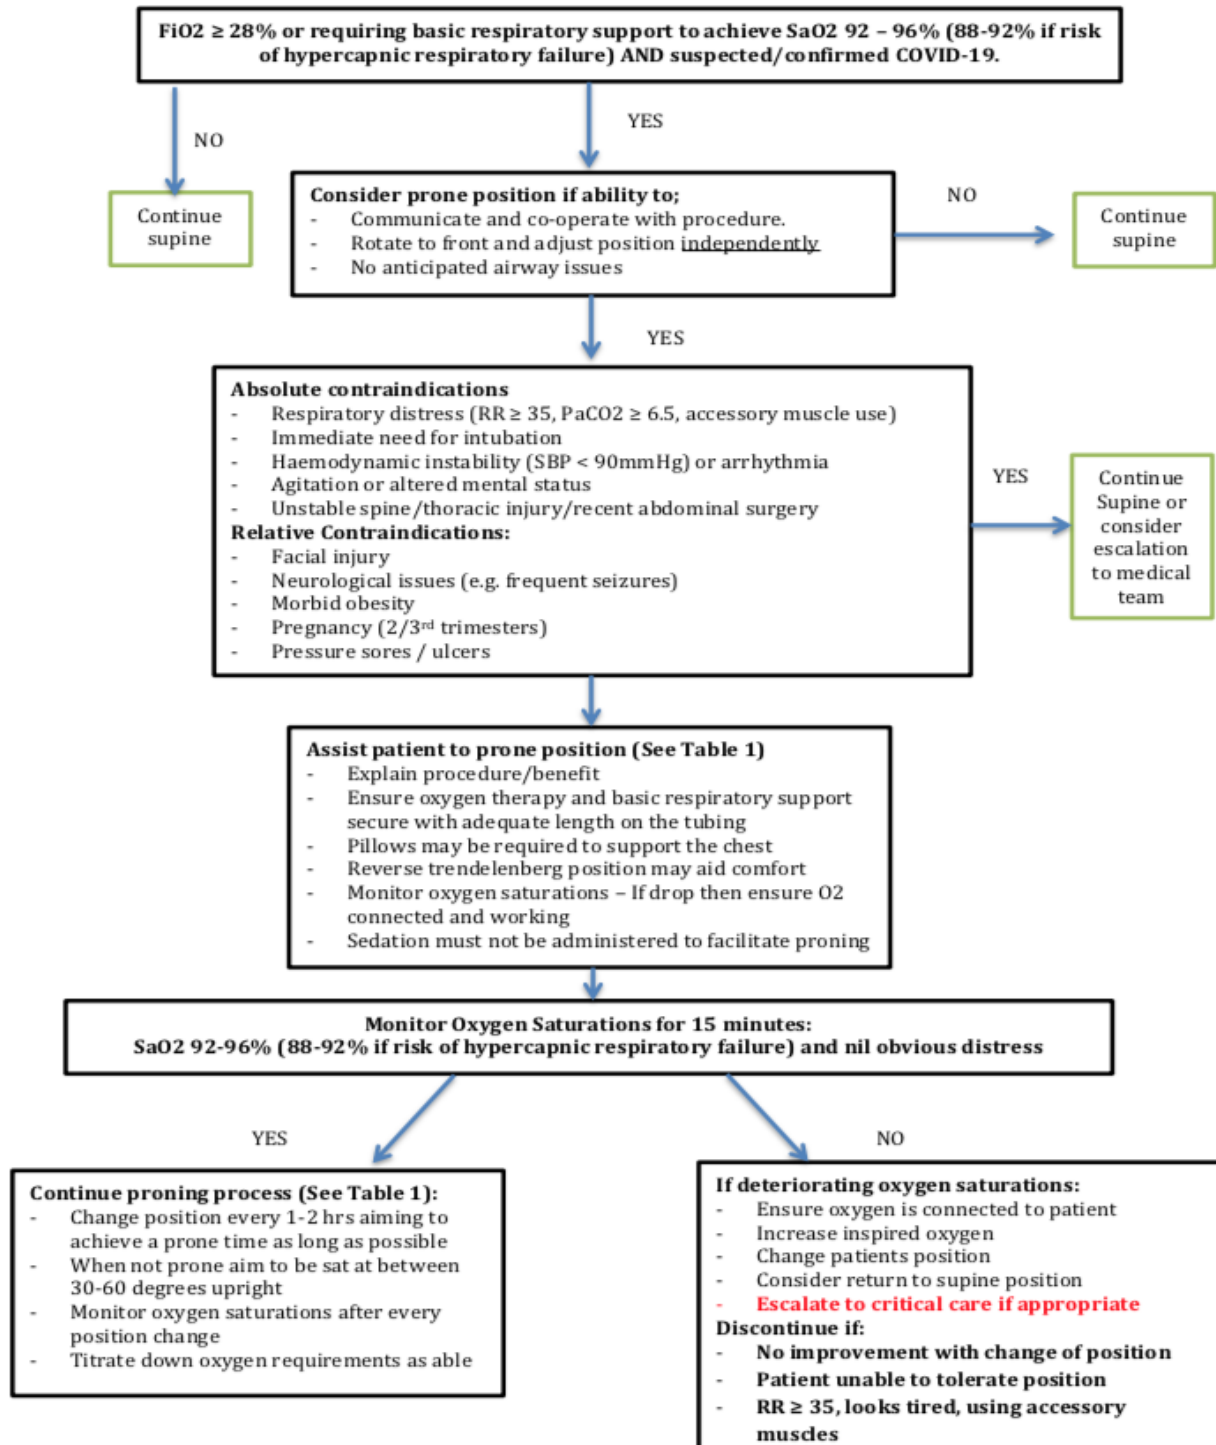 FiO2 ≥ 28% or requiring basic respiratory support to achieve SaO2 92 – 96% (88-92% if risk
of hypercapnic respiratory failure) AND suspected/confirmed COVID-19.
NO
YES
Continue
supine
Consider prone position if ability to;
- Communicate and co-operate with procedure.
- Rotate to front and adjust position independently
- No anticipated airway issues
NO
Continue
supine
YES
Absolute contraindications
- Respiratory distress (RR ≥ 35, PaCO2 ≥ 6.5, accessory muscle use)
- Immediate need for intubation
- Haemodynamic instability (SBP < 90mmHg) or arrhythmia
- Agitation or altered mental status
- Unstable spine/thoracic injury/recent abdominal surgery
Relative Contraindications:
- Facial injury
- Neurological issues (e.g. frequent seizures)
- Morbid obesity
- Pregnancy (2/3rd trimesters)
- Pressure sores / ulcers
YES
Continue
Supine or
consider
escalation
to medical
team
Assist patient to prone position (See Table 1)
- Explain procedure/benefit
- Ensure oxygen therapy and basic respiratory support
secure with adequate length on the tubing
- Pillows may be required to support the chest
- Reverse trendelenberg position may aid comfort
- Monitor oxygen saturations – If drop then ensure O2
connected and working
- Sedation must not be administered to facilitate proning
Monitor Oxygen Saturations for 15 minutes:
SaO2 92-96% (88-92% if risk of hypercapnic respiratory failure) and nil obvious distress
YES
NO
Continue proning process (See Table 1):
- Change position every 1-2 hrs aiming to
achieve a prone time as long as possible
- When not prone aim to be sat at between
30-60 degrees upright
- Monitor oxygen saturations after every
position change
- Titrate down oxygen requirements as able
If deteriorating oxygen saturations:
- Ensure oxygen is connected to patient
- Increase inspired oxygen
- Change patients position
- Consider return to supine position
- Escalate to critical care if appropriate
Discontinue if:
- No improvement with change of position
- Patient unable to tolerate position
- RR ≥ 35, looks tired, using accessory
muscles